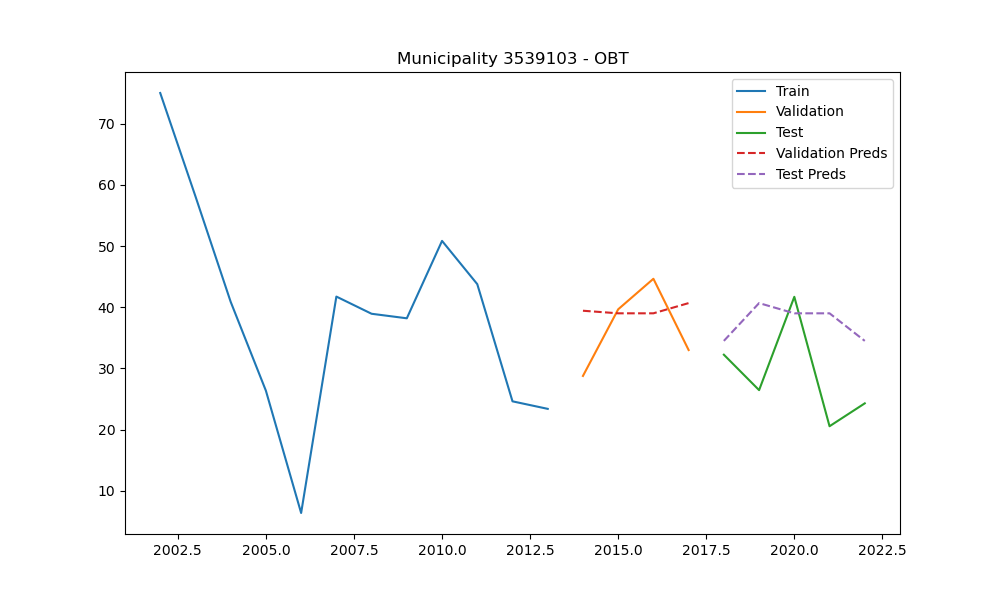 Municipality 3539103 - OBT
Train
Validation
Test
Validation Preds
Test Preds
70
60
50
40
30
20
10
2002.5 2005.0 2007.5 2010.0 2012.5 2015.0 2017.5 2020.0 2022.5